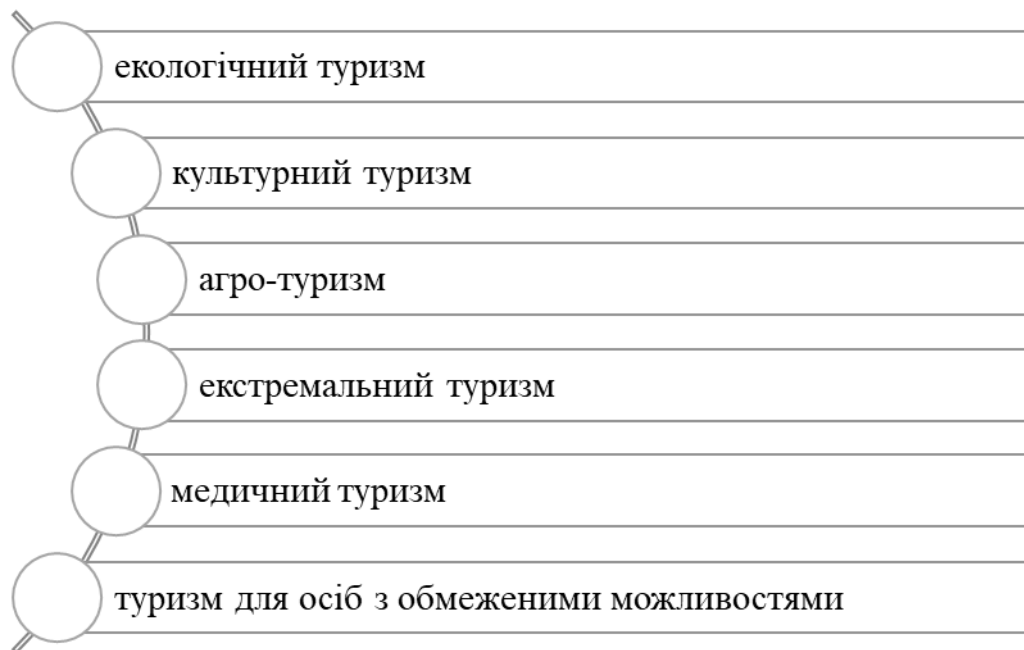 екологічний туризм
культурний туризм
агро-туризм
екстремальний туризм
медичний туризм
туризм для осіб з обмеженими можливостями